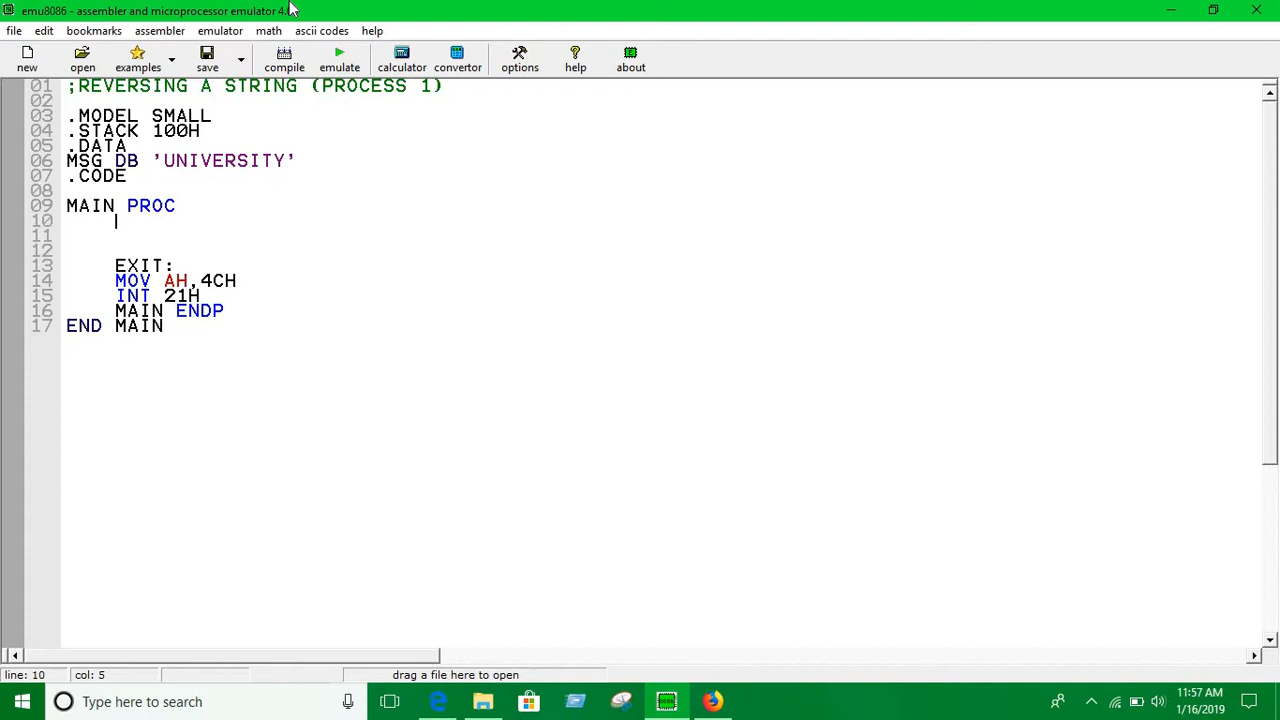 emu8086 - assembler and microprocessor emulator 4.
file edit bookmarks assembler emulator math ascii codes help
new open examples save compile emulate calculator convertor options help about
01 ;REVERSING A STRING (PROCESS 1)
02
03 .MODEL SMALL
04 .STACK 100H
05 .DATA
06 MSG DB 'UNIVERSITY'
07 .CODE
08
09 MAIN PROC
10
11
12
13 EXIT:
14 MOV AH,4CH
15 INT 21H
16 MAIN ENDP
17 END MAIN
line: 10 col: 5 drag a file here to open
Type here to search
11:57 AM
1/16/2019